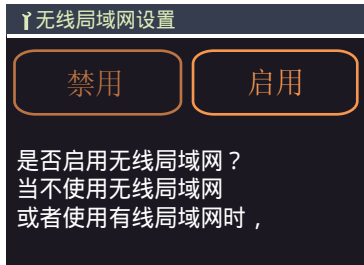 无线局域网设置
禁用
启用
是否启用无线局域网？
当不使用无线局域网
或者使用有线局域网时，